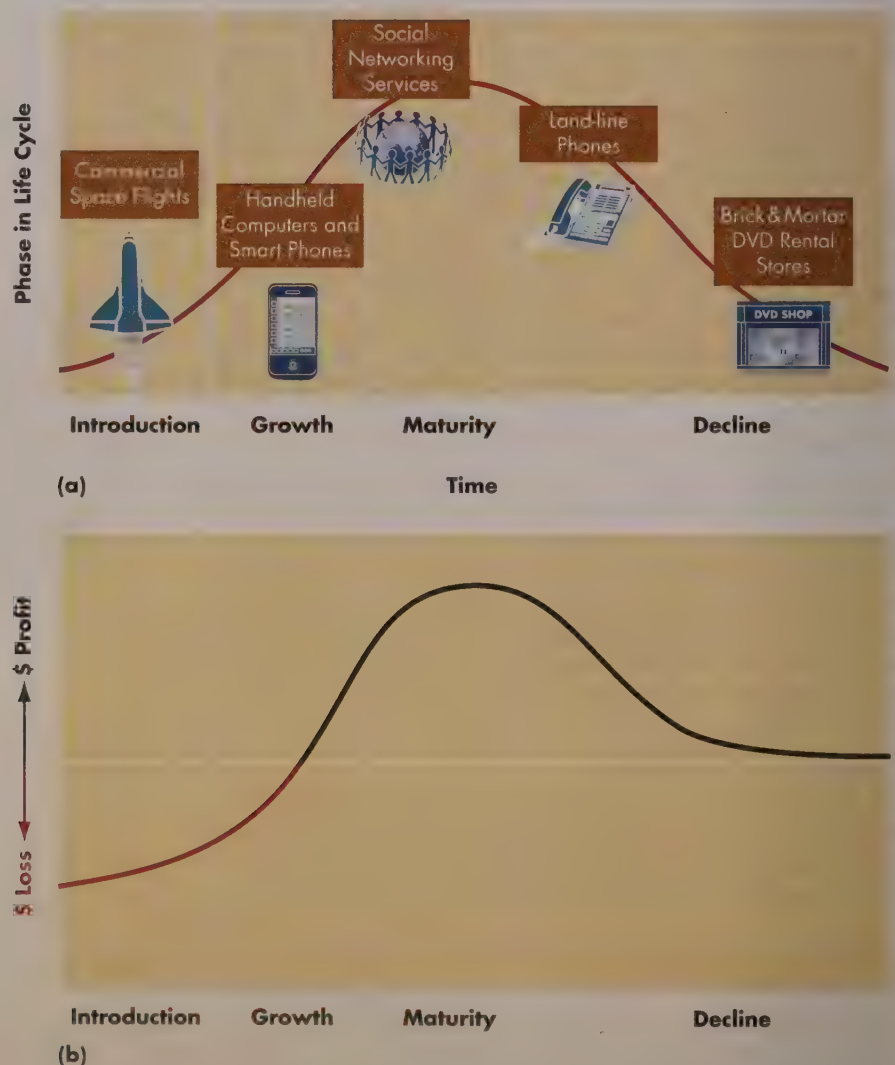 Phase in Life Cycle
Commercial
Space Flights
Handheld
Computers and
Smart Phones
Social
Networking
Services
Land-line
Phones
Brick & Mortar
DVD Rental
Stores
DVD SHOP
Introduction
Growth
Maturity
Decline
(a)
Time
$ Profit
$ Loss
Introduction
Growth
Maturity
Decline
(b)